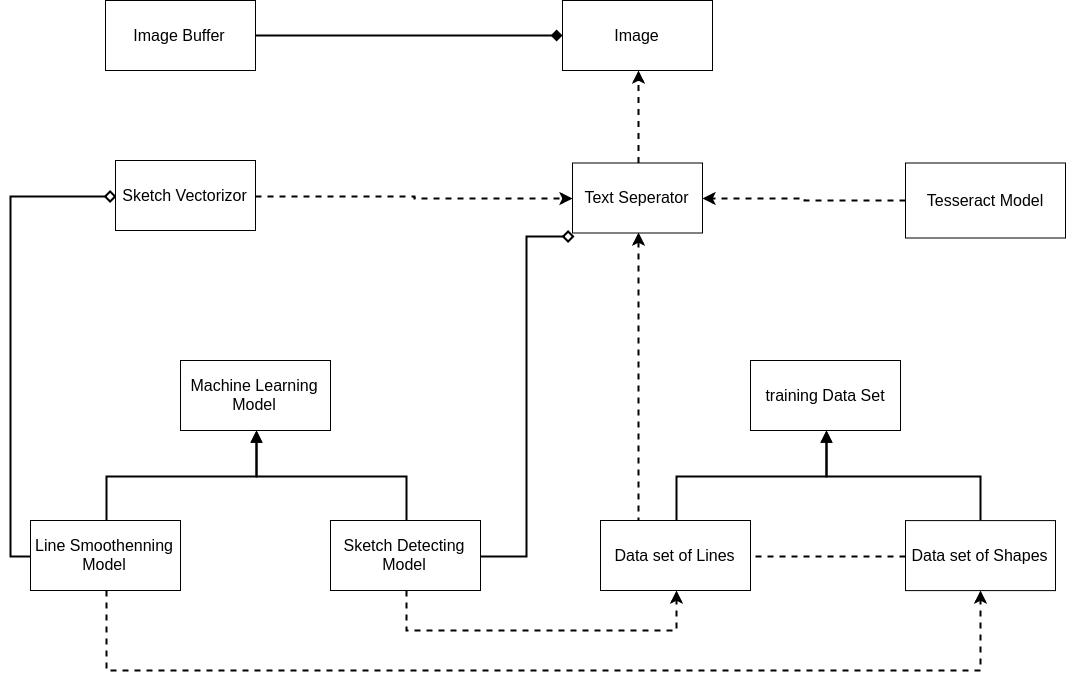 Image Buffer
Image
Sketch Vectorizor
Text Seperator
Tesseract Model
Machine Learning
Model
training Data Set
Line Smoothenning
Model
Sketch Detecting
Model
Data set of Lines
Data set of Shapes